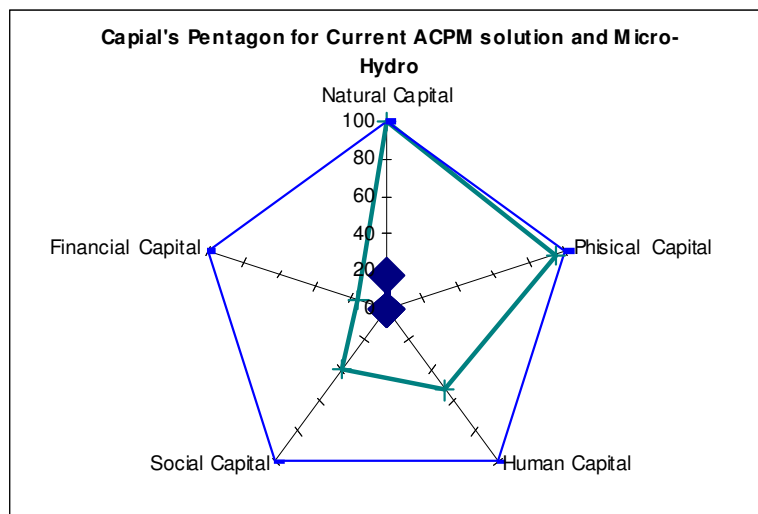 Capial's Pentagon for Current ACPM solution and Micro-
Hydro
Natural Capital
100
80
60
40
20
0
Financial Capital
Phisical Capital
Social Capital
Human Capital